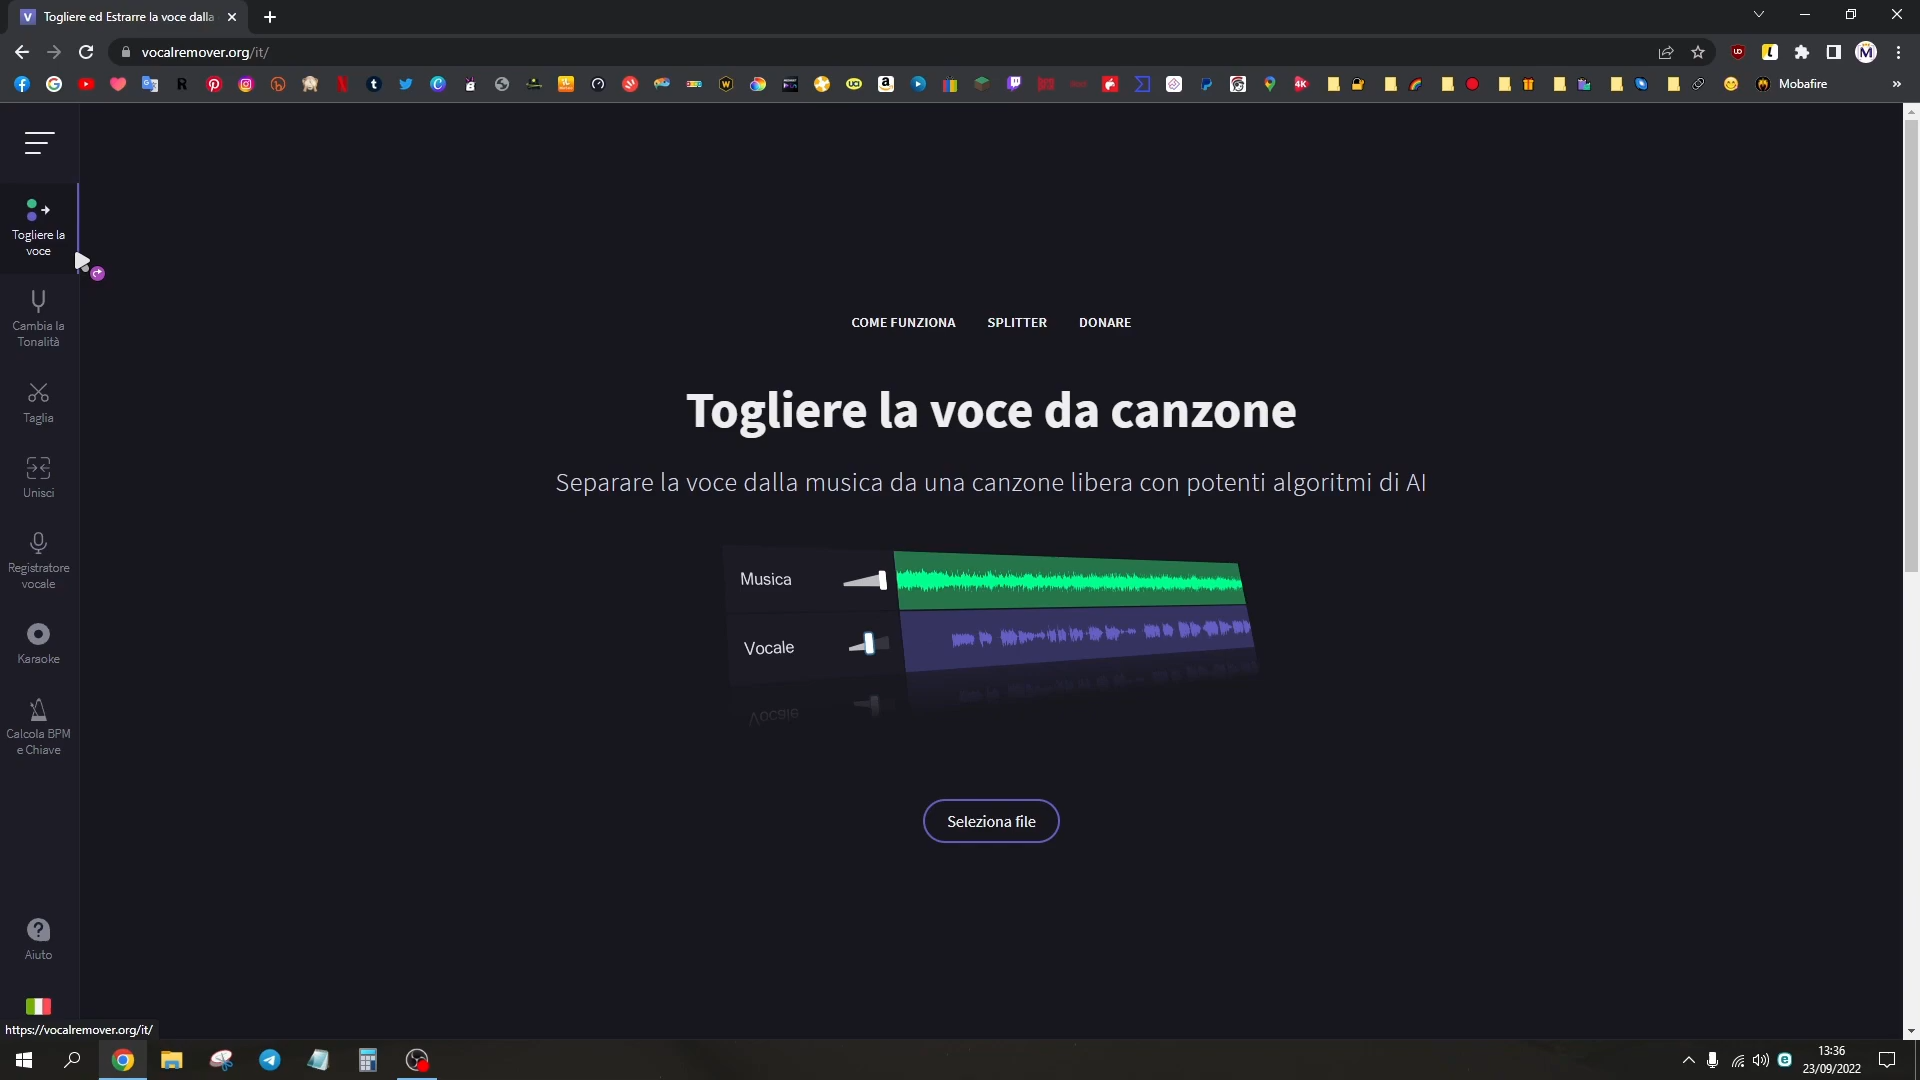 Togliere ed Estrarre la voce dalla
vocalremover.org/it/
Mobafire
Togliere la
voce
Cambia la
Tonalità
Taglia
Unisci
Registratore
vocale
Karaoke
Calcola BPM
e Chiave
Aiuto
COME FUNZIONA
SPLITTER
DONARE
Togliere la voce da canzone
Separare la voce dalla musica da una canzone libera con potenti algoritmi di AI
Musica
Vocale
Vocale
Seleziona file
https://vocalremover.org/it/
13:36
23/09/2022